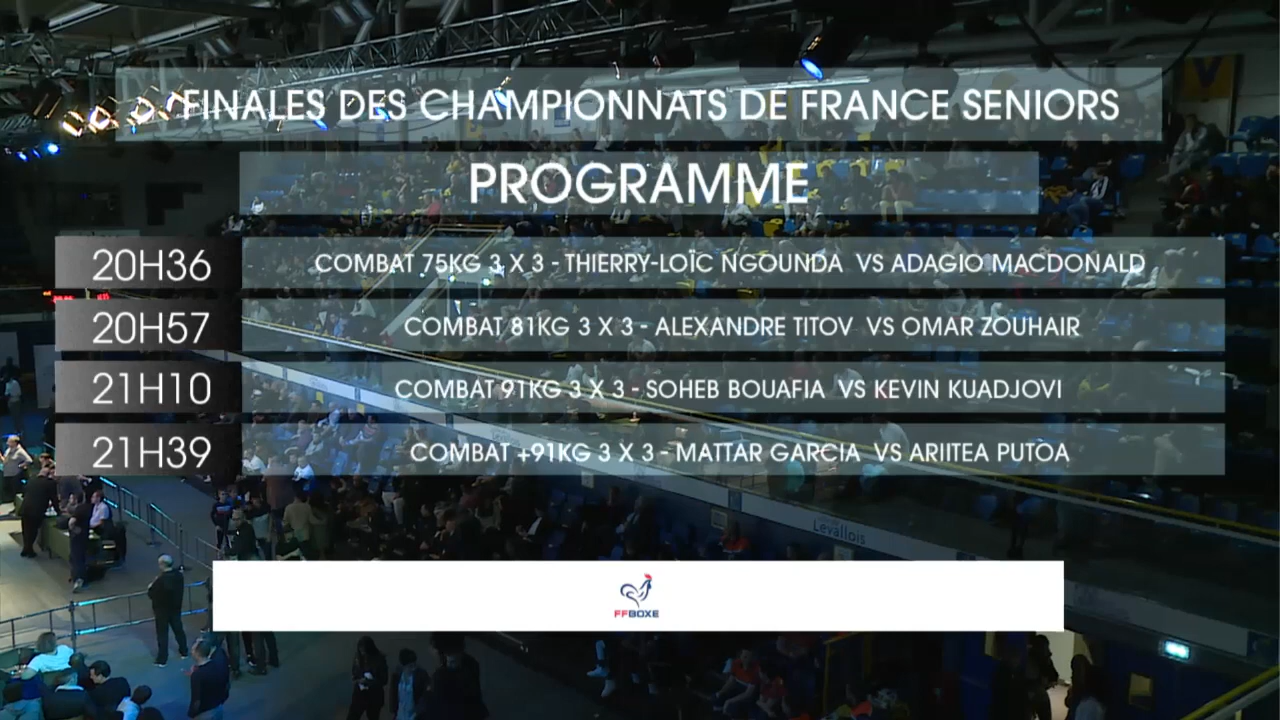 FINALES DES CHAMPIONNATS DE FRANCE SENIORS
PROGRAMME
20H36 COMBAT 75KG 3 X 3 - THIERRY-LOÏC NGOUNDA VS ADAGIO MACDONALD
20H57 COMBAT 81KG 3 X 3 - ALEXANDRE TITOV VS OMAR ZOUHAIR
21H10 COMBAT 91KG 3 X 3 - SOHEB BOUAFIA VS KEVIN KUADJOVI
21H39 COMBAT +91KG 3 X 3 - MATTAR GARCIA VS ARIITEA PUTOA
Levallois
FFBOXE